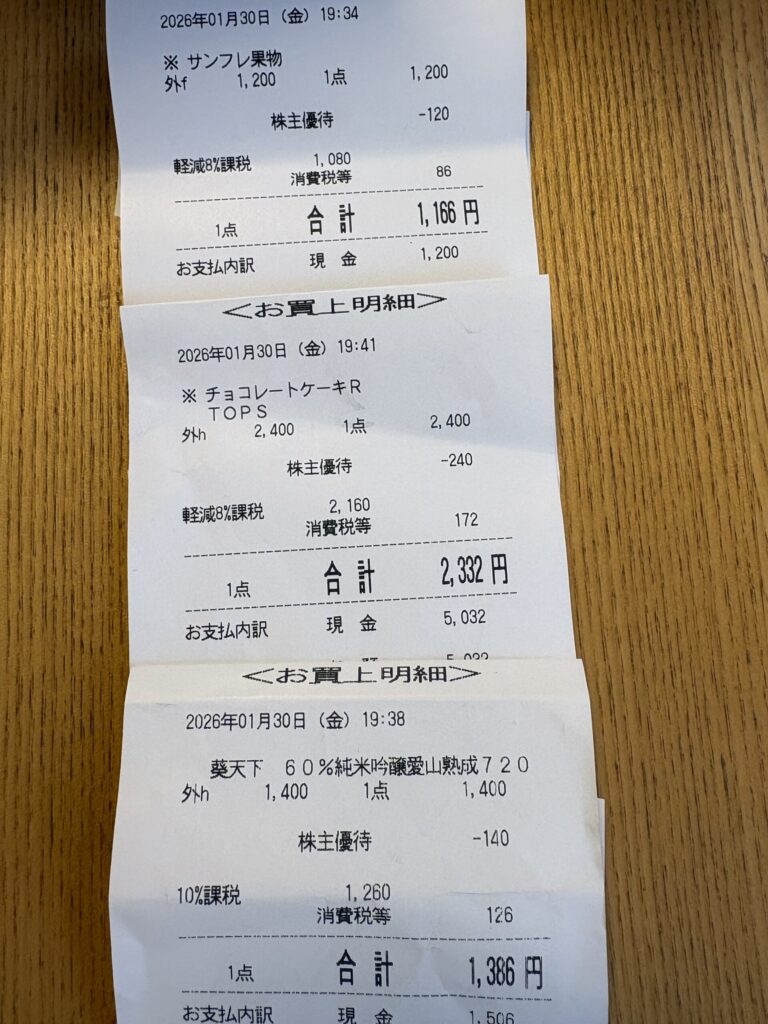 2026年01月30日（金）19:34
※ サンフレ果物
外f 1,200 1点 1,200
株主優待 -120
軽減8%課税 1,080
消費税等 86
1点 合 計 1,166 円
お支払内訳 現 金 1,200
＜お買上明細＞
2026年01月30日（金）19:41
※ チョコレートケーキＲ
ＴＯＰＳ
外h 2,400 1点 2,400
株主優待 -240
軽減8%課税 2,160
消費税等 172
1点 合 計 2,332 円
お支払内訳 現 金 5,032
＜お買上明細＞
2026年01月30日（金）19:38
葵天下 ６０％純米吟醸愛山熟成７２０
外h 1,400 1点 1,400
株主優待 -140
10%課税 1,260
消費税等 126
1点 合 計 1,386 円
お支払内訳 現 金 1,506